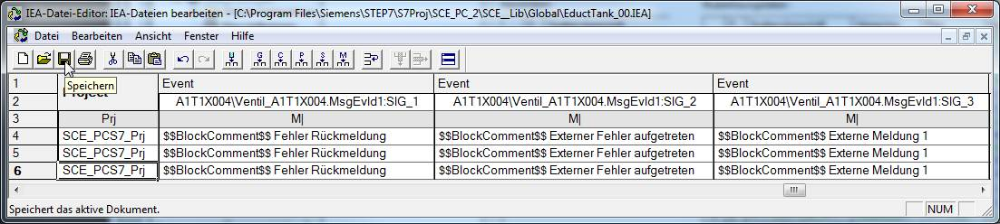 IEA-Datei-Editor: IEA-Dateien bearbeiten - [C:\Program Files\Siemens\STEP7\S7Proj\SCE_PC_2\SCE__Lib\Global\EductTank_00.IEA]
Datei Bearbeiten Ansicht Fenster Hilfe
U G C P S M
Speichern
1 Project Event Event Event
2 A1T1X004\Ventil_A1T1X004.MsgEvId1:SIG_1 A1T1X004\Ventil_A1T1X004.MsgEvId1:SIG_2 A1T1X004\Ventil_A1T1X004.MsgEvId1:SIG_3
3 Prj M| M| M|
4 SCE_PCS7_Prj $$BlockComment$$ Fehler Rückmeldung $$BlockComment$$ Externer Fehler aufgetreten $$BlockComment$$ Externe Meldung 1
5 SCE_PCS7_Prj $$BlockComment$$ Fehler Rückmeldung $$BlockComment$$ Externer Fehler aufgetreten $$BlockComment$$ Externe Meldung 1
6 SCE_PCS7_Prj $$BlockComment$$ Fehler Rückmeldung $$BlockComment$$ Externer Fehler aufgetreten $$BlockComment$$ Externe Meldung 1
Speichert das aktive Dokument. NUM